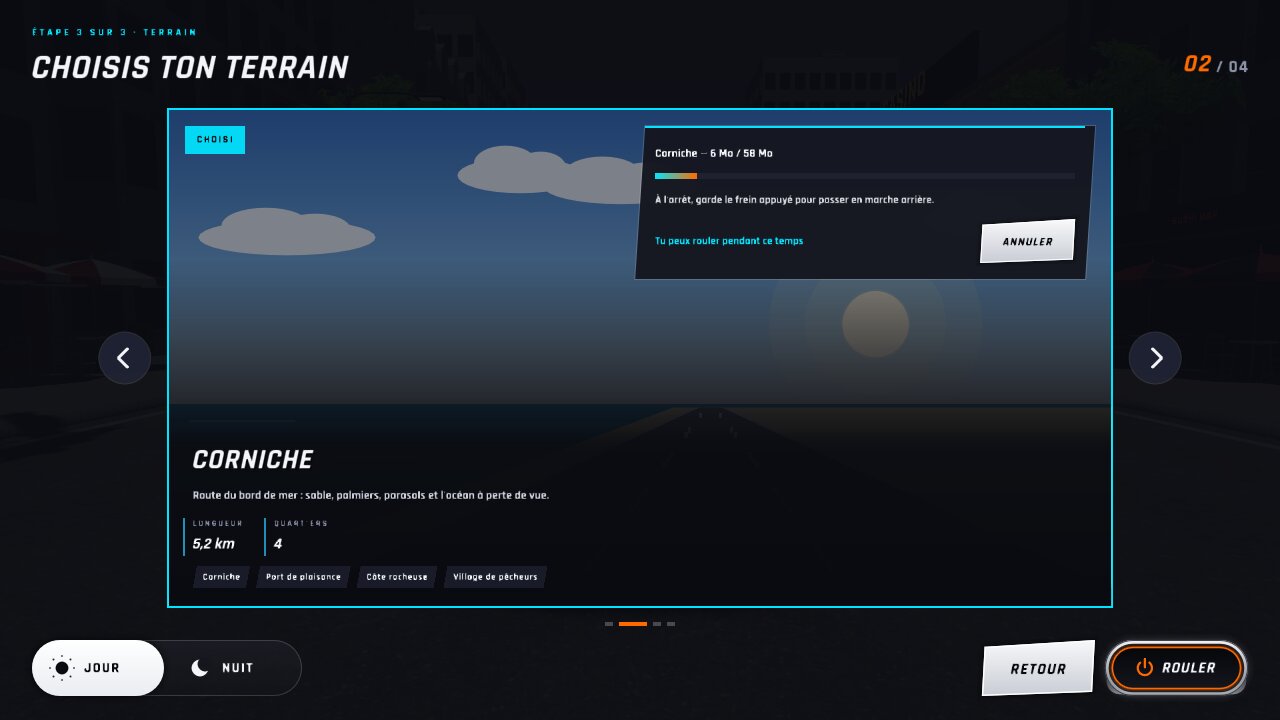 ÉTAPE 3 SUR 3 · TERRAIN
CHOISIS TON TERRAIN
02 / 04
CHOISI
Corniche — 6 Mo / 58 Mo
À l'arrêt, garde le frein appuyé pour passer en marche arrière.
Tu peux rouler pendant ce temps
ANNULER
CORNICHE
Route du bord de mer : sable, palmiers, parasols et l'océan à perte de vue.
LONGUEUR
QUARTIERS
5,2 km
4
Corniche
Port de plaisance
Côte rocheuse
Village de pêcheurs
JOUR
NUIT
RETOUR
ROULER